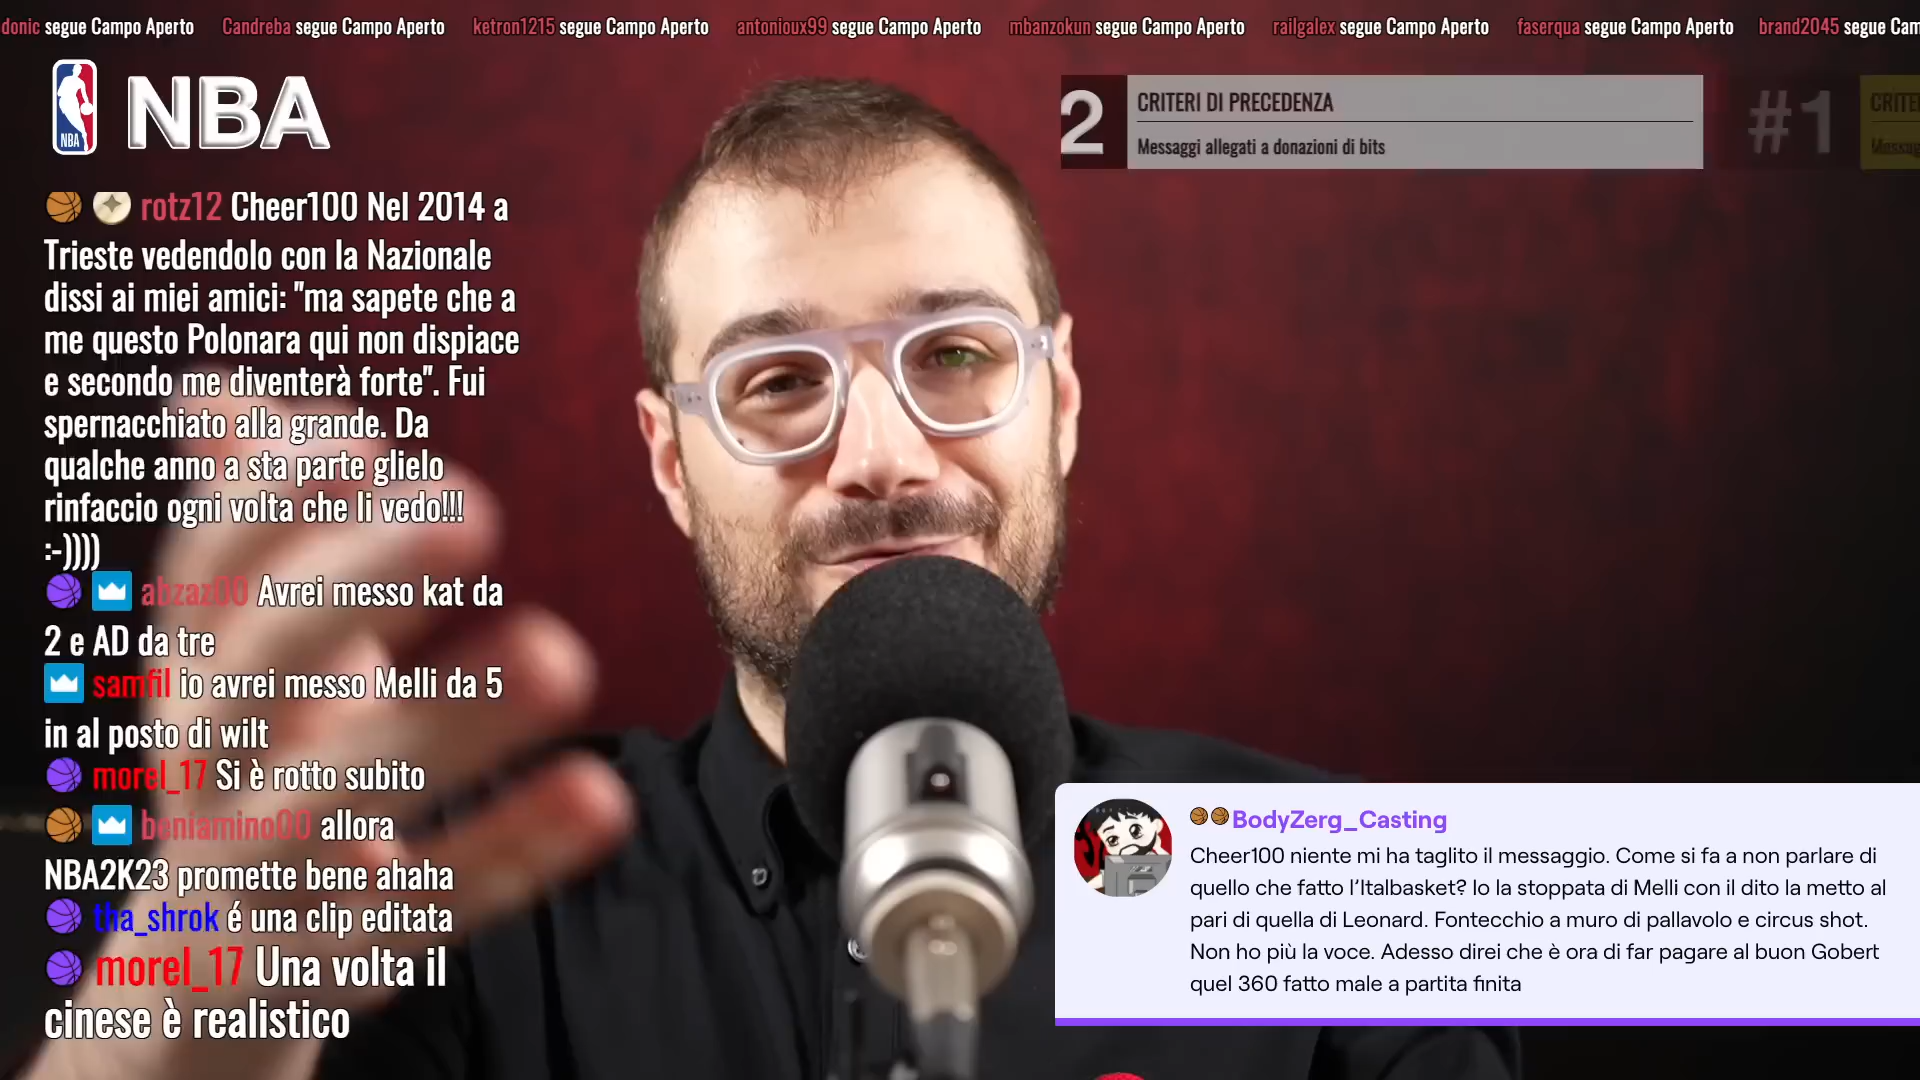 donic segue Campo Aperto Candreba segue Campo Aperto ketron1215 segue Campo Aperto antonioux99 segue Campo Aperto mbanzokun segue Campo Aperto railgalex segue Campo Aperto faserqua segue Campo Aperto brand2045 segue Cam
NBA
NBA
2 CRITERI DI PRECEDENZA
Messaggi allegati a donazioni di bits
#1 CRITE
Messag
rotz12 Cheer100 Nel 2014 a
Trieste vedendolo con la Nazionale
dissi ai miei amici: "ma sapete che a
me questo Polonara qui non dispiace
e secondo me diventerà forte". Fui
spernacchiato alla grande. Da
qualche anno a sta parte glielo
rinfaccio ogni volta che li vedo!!!
:-))))
abzaz00 Avrei messo kat da
2 e AD da tre
samfil io avrei messo Melli da 5
in al posto di wilt
morel_17 Si è rotto subito
beniamino00 allora
NBA2K23 promette bene ahaha
tha_shrok é una clip editata
morel_17 Una volta il
cinese è realistico
BodyZerg_Casting
Cheer100 niente mi ha taglito il messaggio. Come si fa a non parlare di
quello che fatto l'Italbasket? Io la stoppata di Melli con il dito la metto al
pari di quella di Leonard. Fontecchio a muro di pallavolo e circus shot.
Non ho più la voce. Adesso direi che è ora di far pagare al buon Gobert
quel 360 fatto male a partita finita